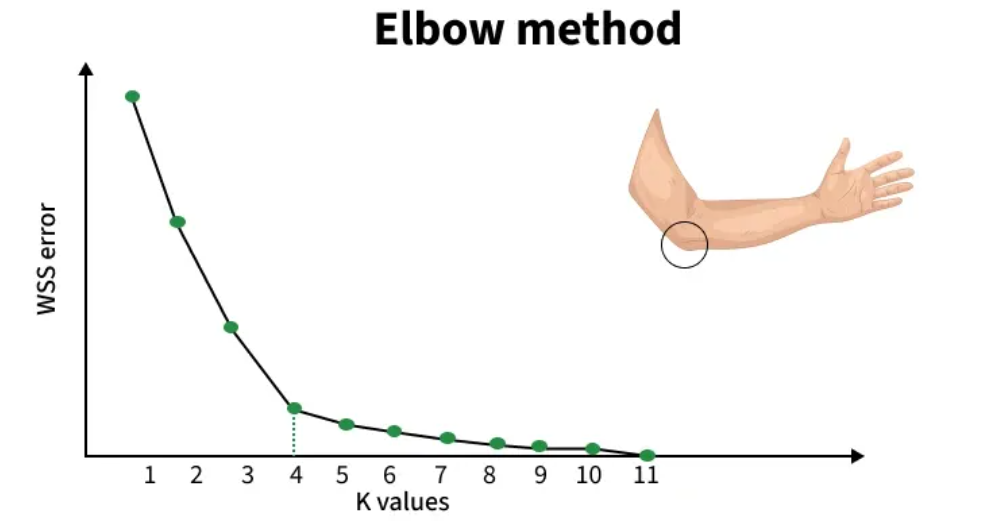 Elbow method
WSS error
1 2 3 4 5 6 7 8 9 10 11
K values